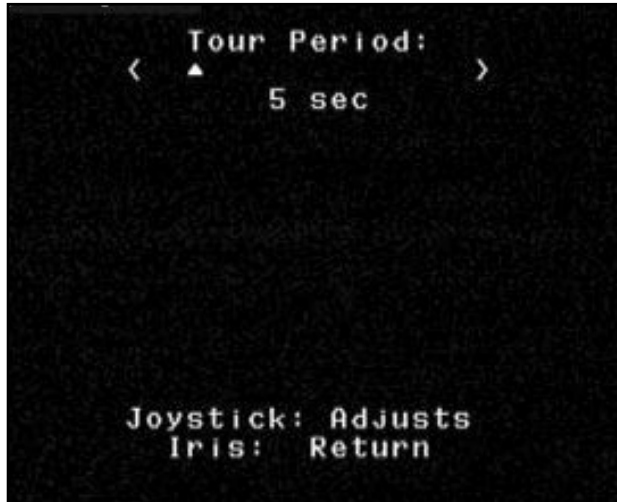 Tour Period:
< ▲ >
5 sec
Joystick: Adjusts
Iris: Return